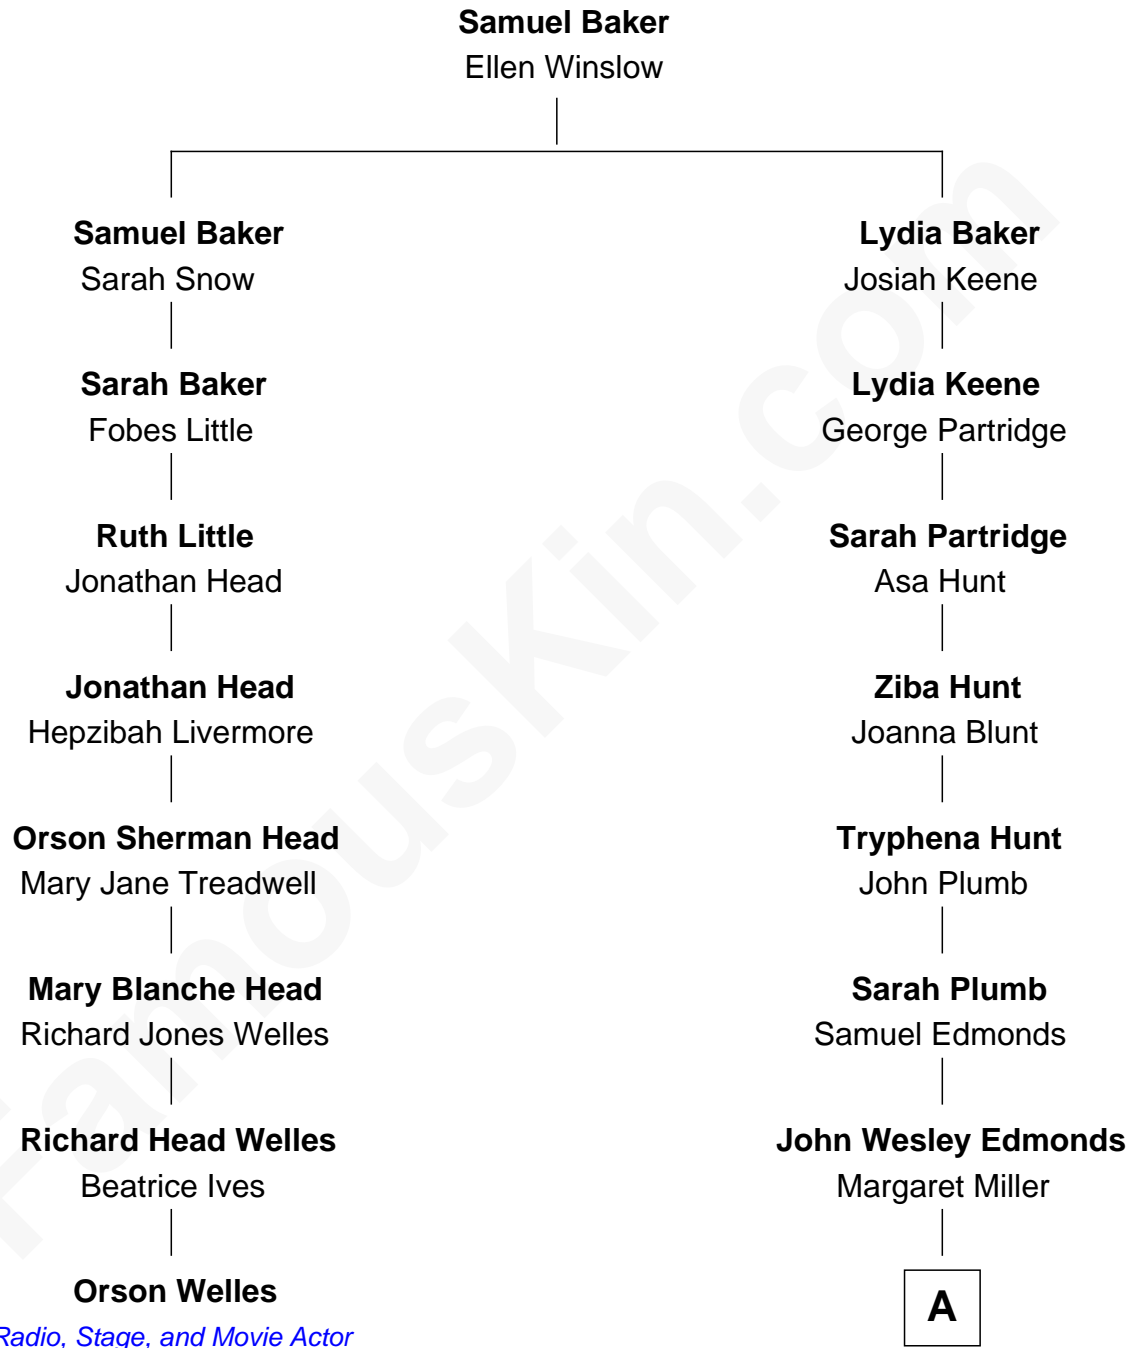 Samuel Baker
Ellen Winslow
Samuel Baker
Sarah Snow
Sarah Baker
Fobes Little
Ruth Little
Jonathan Head
Jonathan Head
Hepzibah Livermore
Orson Sherman Head
Mary Jane Treadwell
Mary Blanche Head
Richard Jones Welles
Richard Head Welles
Beatrice Ives
Orson Welles
Radio, Stage, and Movie Actor
Lydia Baker
Josiah Keene
Lydia Keene
George Partridge
Sarah Partridge
Asa Hunt
Ziba Hunt
Joanna Blunt
Tryphena Hunt
John Plumb
Sarah Plumb
Samuel Edmonds
John Wesley Edmonds
Margaret Miller
A
FamousKin.com